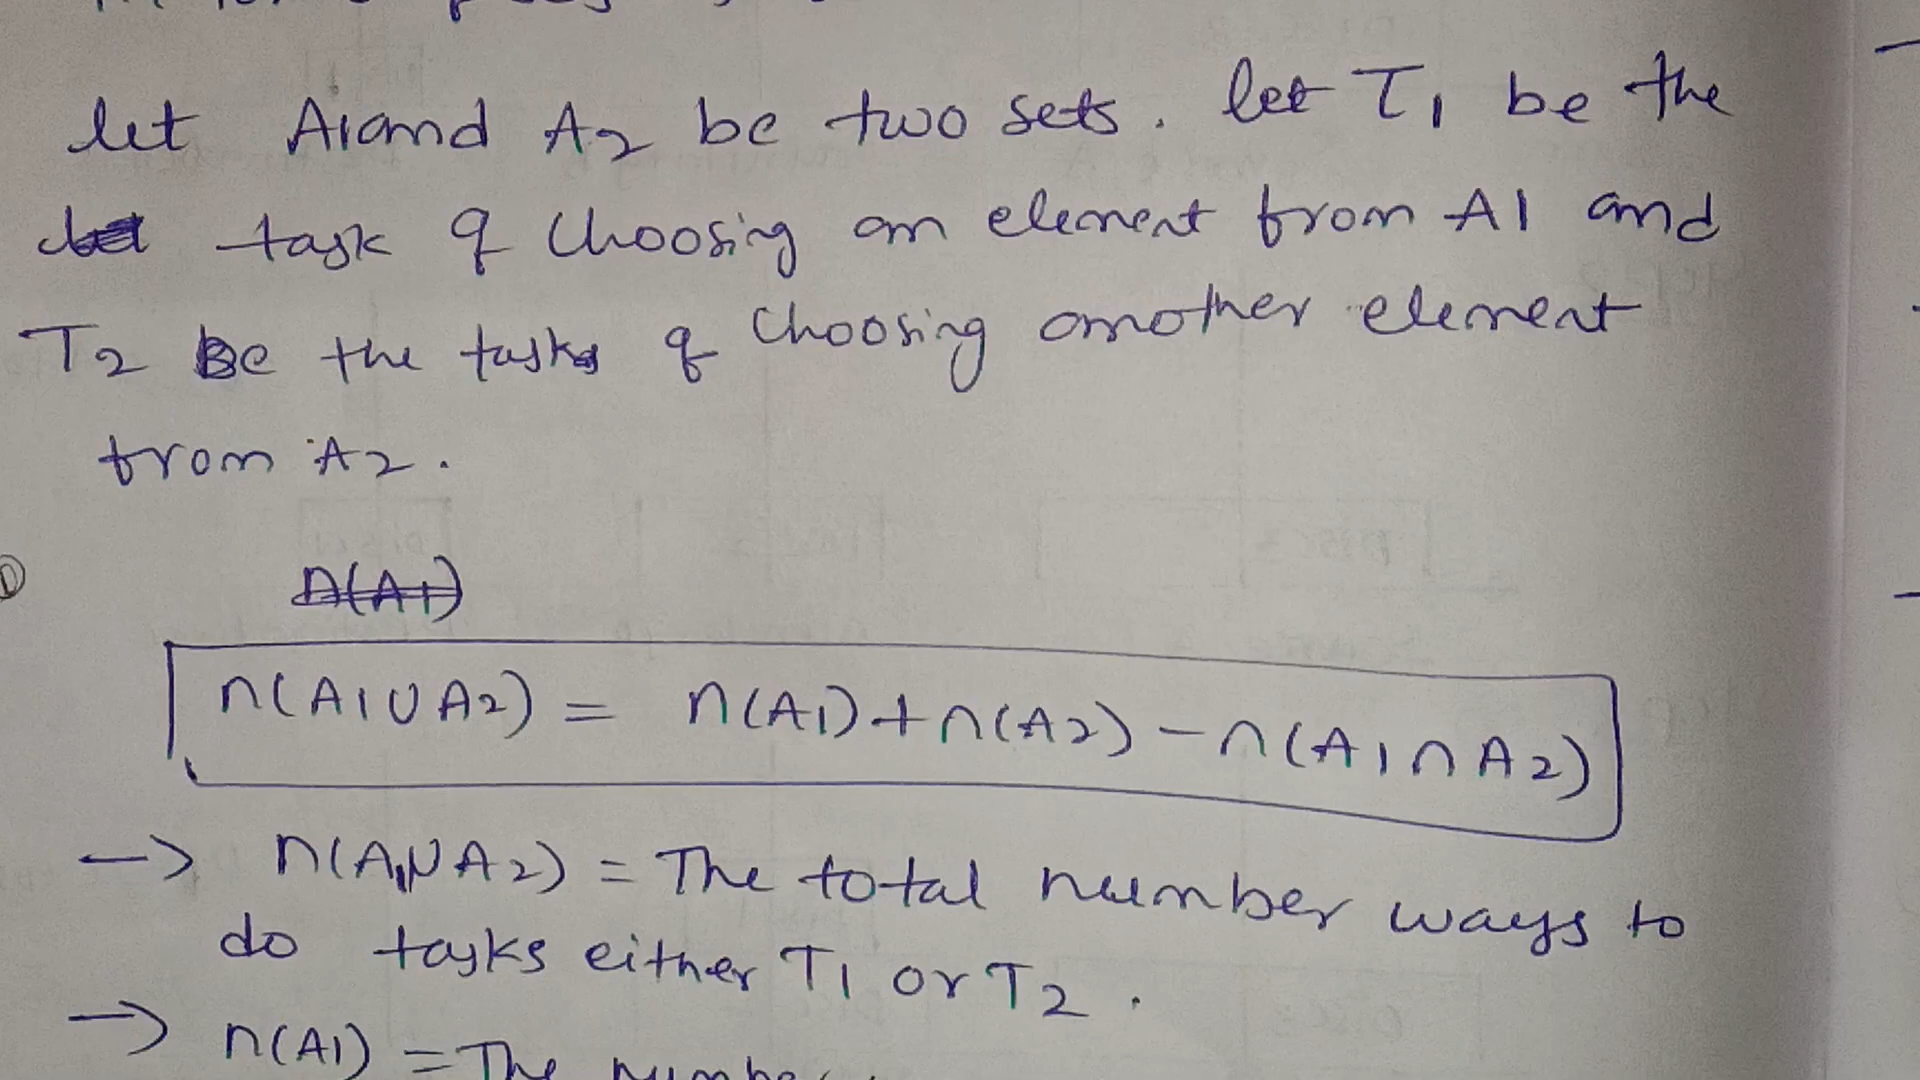 let A1 and A2 be two sets. let T1 be the
task of choosing an element from A1 and
T2 Be the task of choosing another element
from A2.
n(A1)
n(A1∪A2) = n(A1)+n(A2)-n(A1∩A2)
→ n(A1∪A2) = The total number ways to
do tasks either T1 or T2.
→ n(A1) = The number